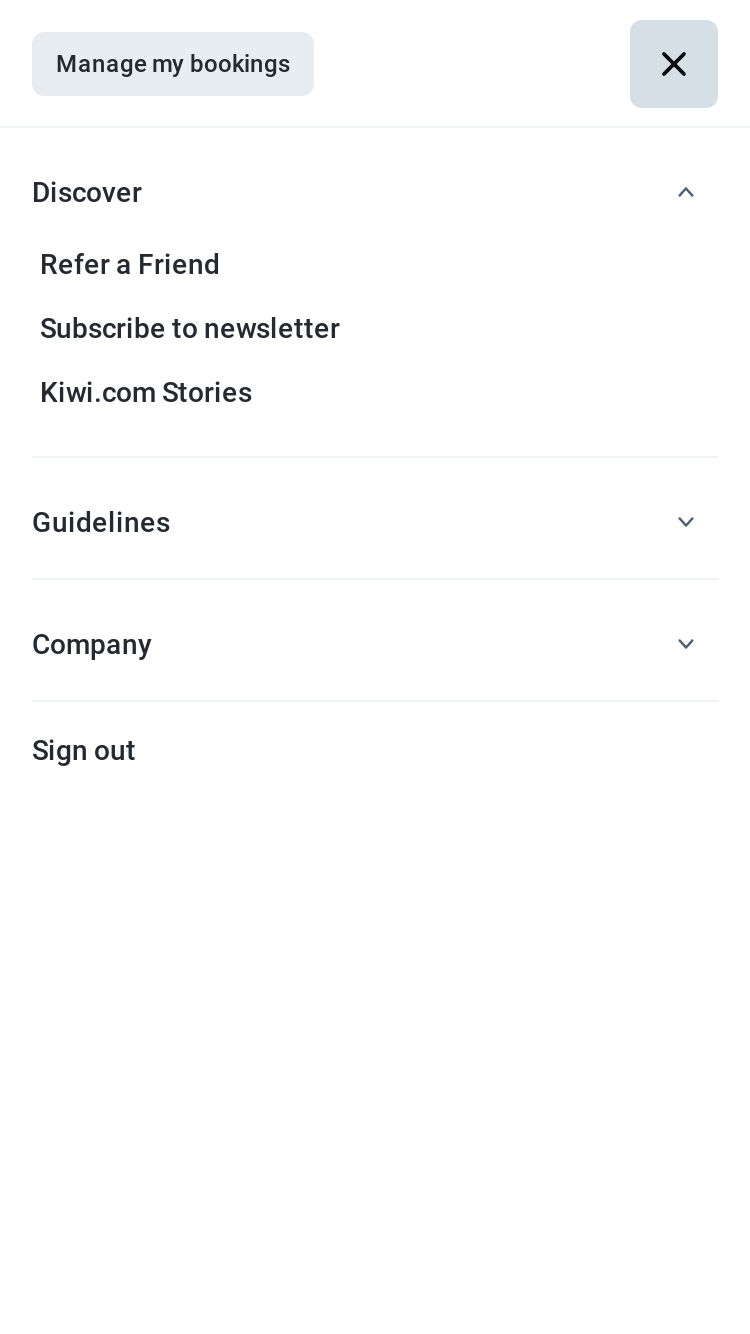 Manage my bookings
Discover
Refer a Friend
Subscribe to newsletter
Kiwi.com Stories
Guidelines
Company
Sign out